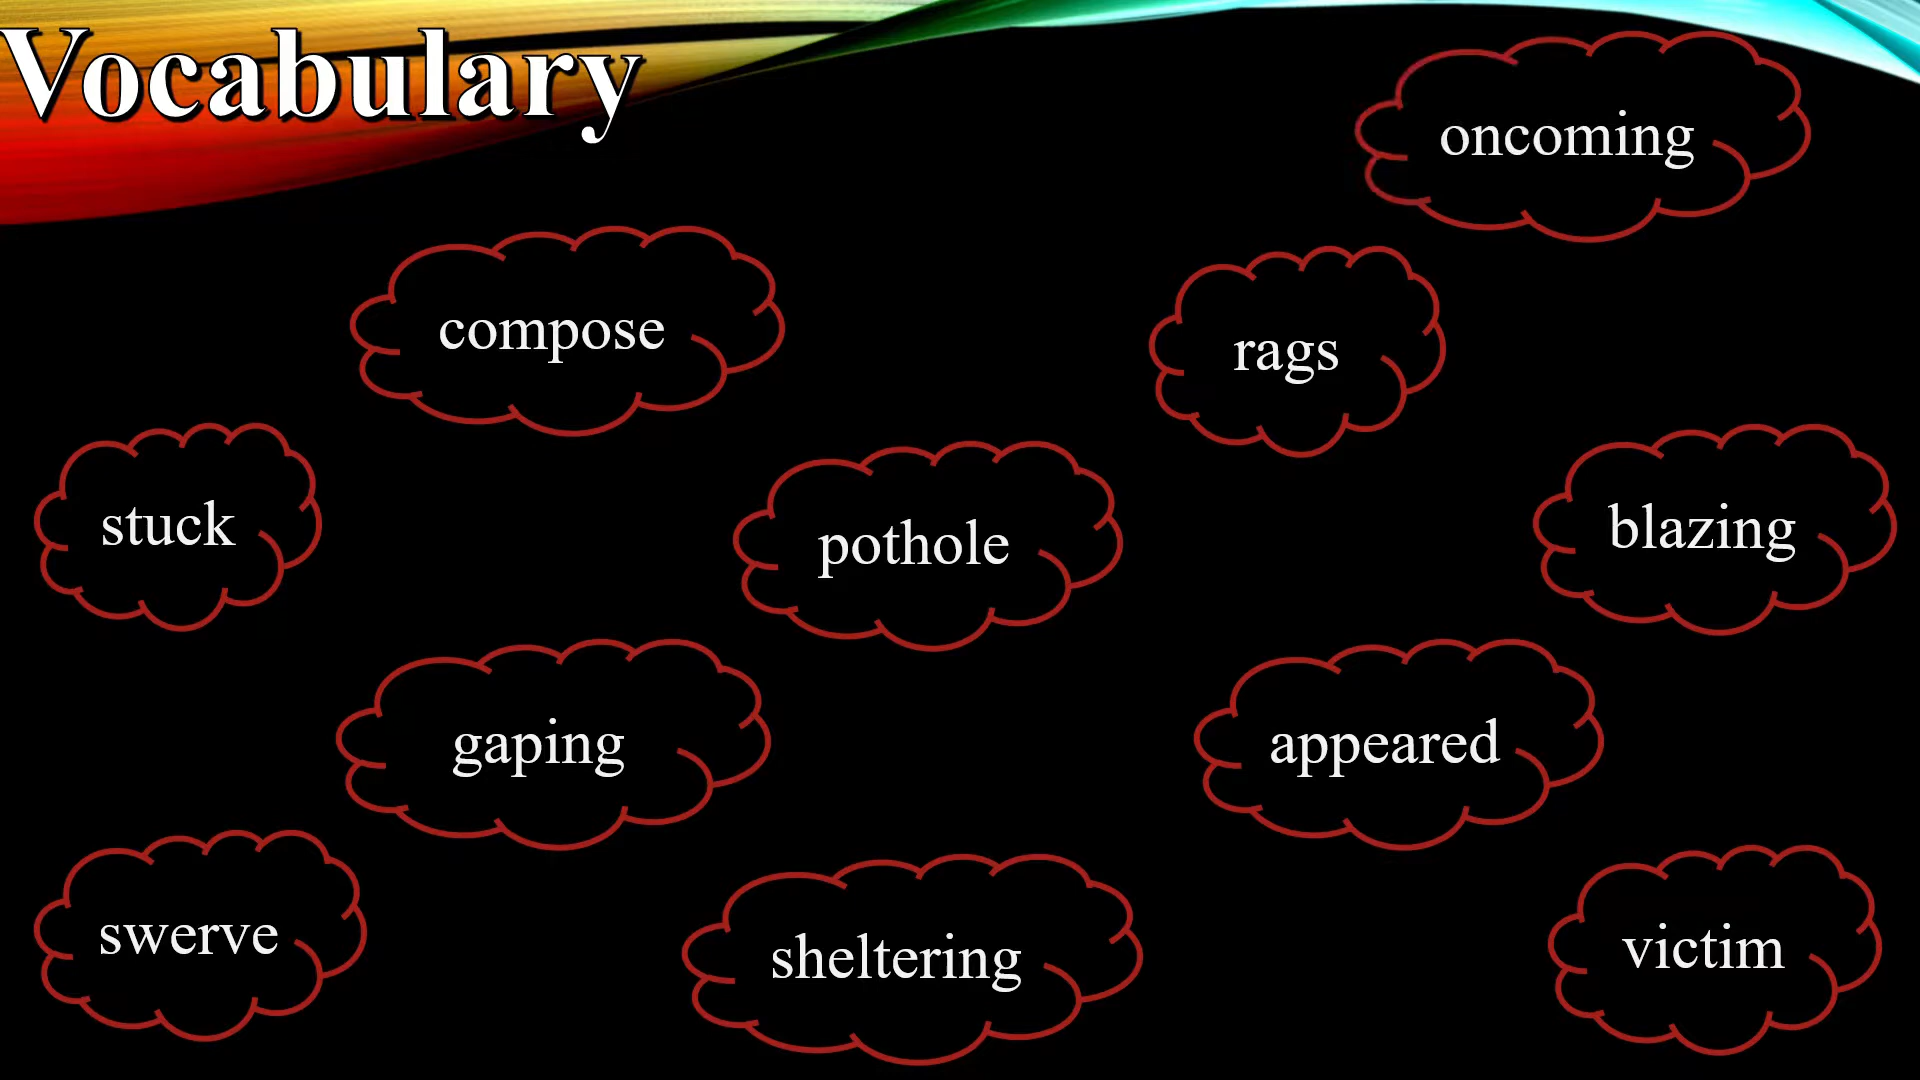 Vocabulary
oncoming
compose
rags
stuck
pothole
blazing
gaping
appeared
swerve
sheltering
victim